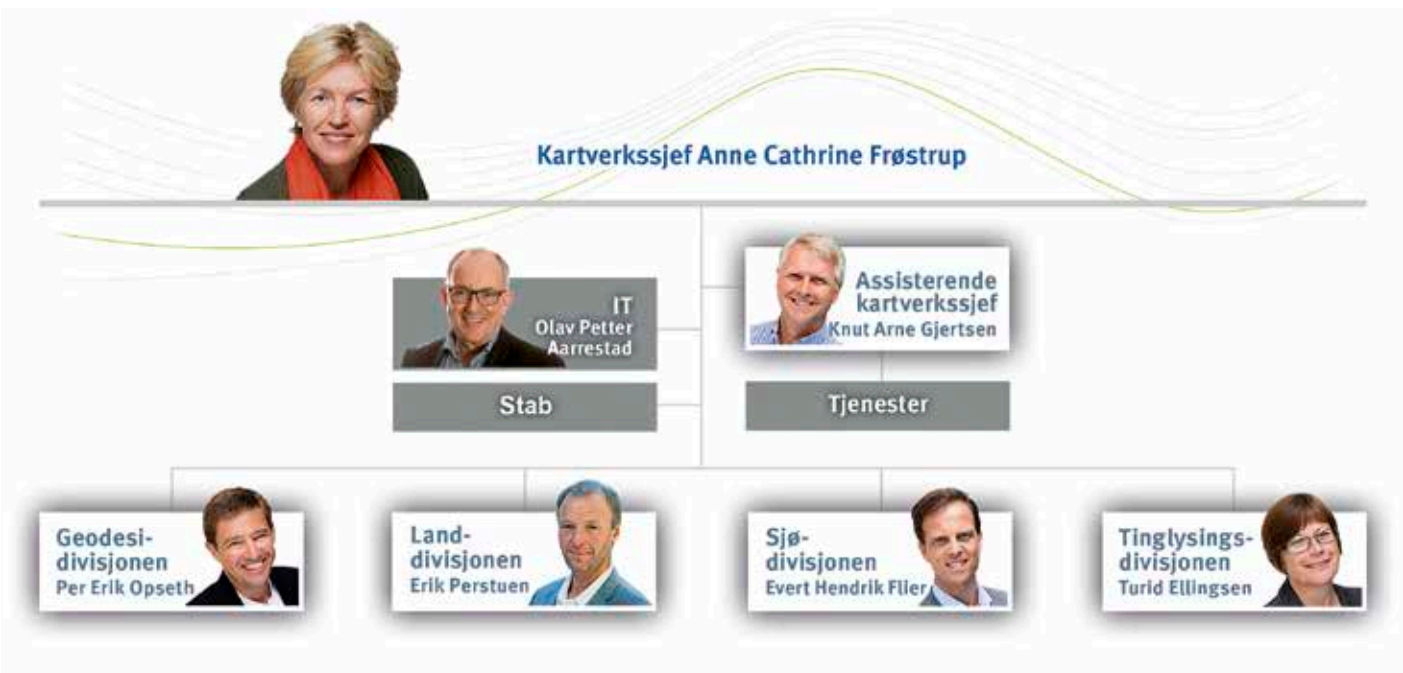 Kartverkssjef Anne Cathrine Frøstrup
IT
Olav Petter
Aarrestad
Assisterende
kartverkssjef
Knut Arne Gjertsen
Stab
Tjenester
Geodesi-
divisjonen
Per Erik Opseth
Land-
divisjonen
Erik Perstuen
Sjø-
divisjonen
Evert Hendrik Flier
Tinglysings-
divisjonen
Turid Ellingsen